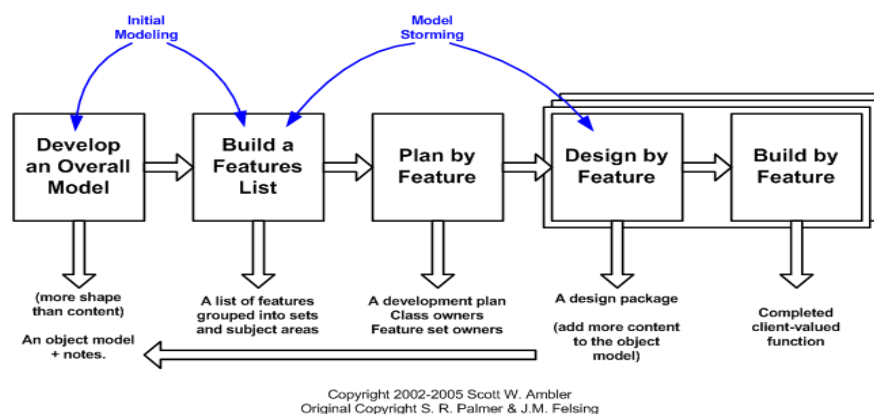 Initial
Modeling
Model
Storming
Develop
an Overall
Model
Build a
Features
List
Plan by
Feature
Design by
Feature
Build by
Feature
(more shape
than content)
An object model
+ notes.
A list of features
grouped into sets
and subject areas
A development plan
Class owners
Feature set owners
A design package
(add more content
to the object
model)
Completed
client-valued
function
Copyright 2002-2005 Scott W. Ambler
Original Copyright S. R. Palmer & J.M. Felsing